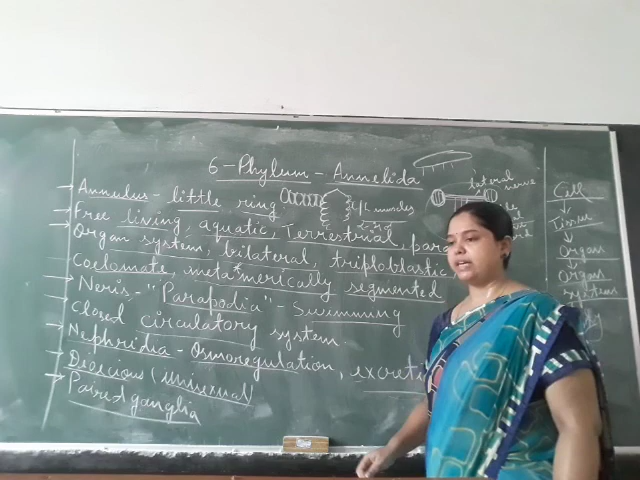 6-Phylum - Annelida
Annulus - little ring
C/L muscles
lateral
nerve
Free living, aquatic, Terrestrial,
Organ system, bilateral, triploblastic
Coelomate, metamerically segmented
Neris - "Parapodia" - Swimming
Closed circulatory system
Nephridia - Osmoregulation,
Dioecious (unisexual
Paired ganglia
Cell
Tissue
Organ
Organ
system